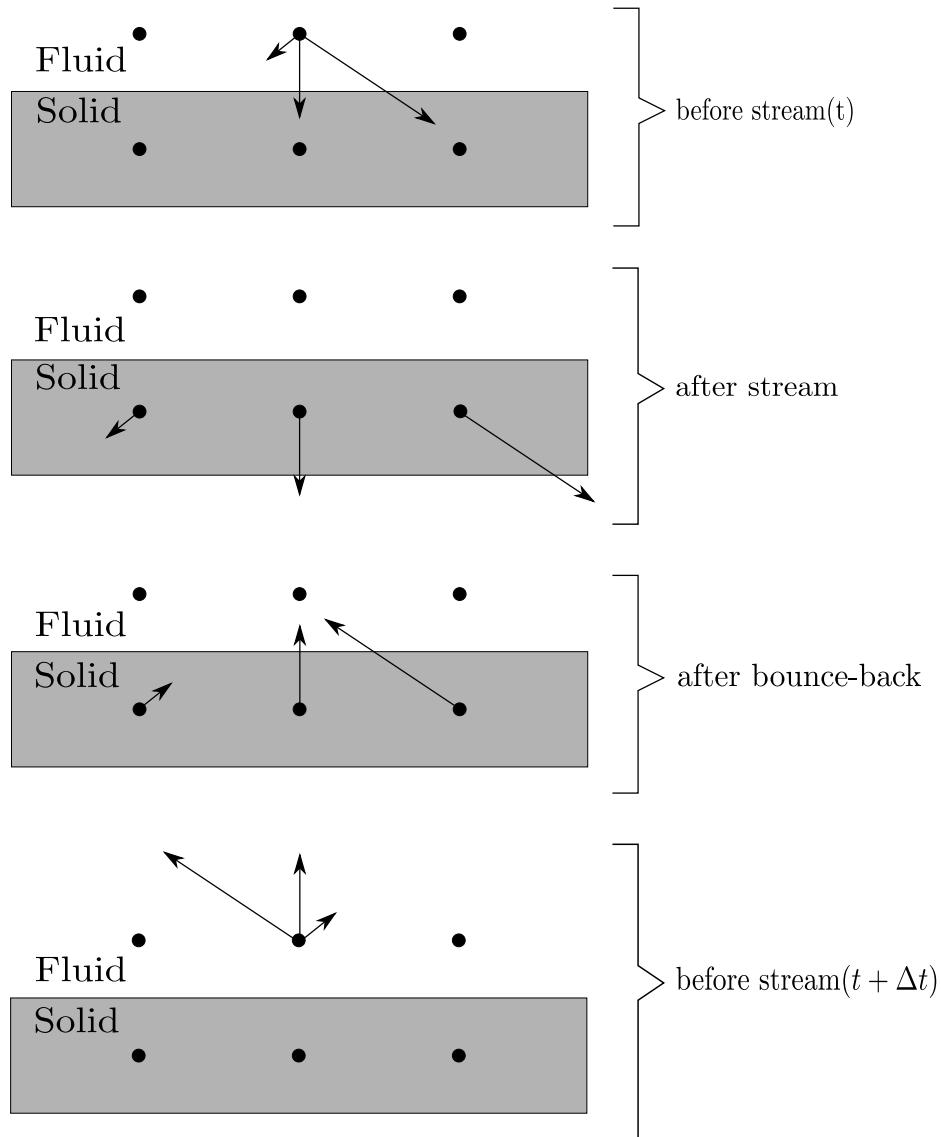 Fluid
Solid
before stream(t)
Fluid
Solid
after stream
Fluid
Solid
after bounce-back
Fluid
Solid
before stream(t + Δt)